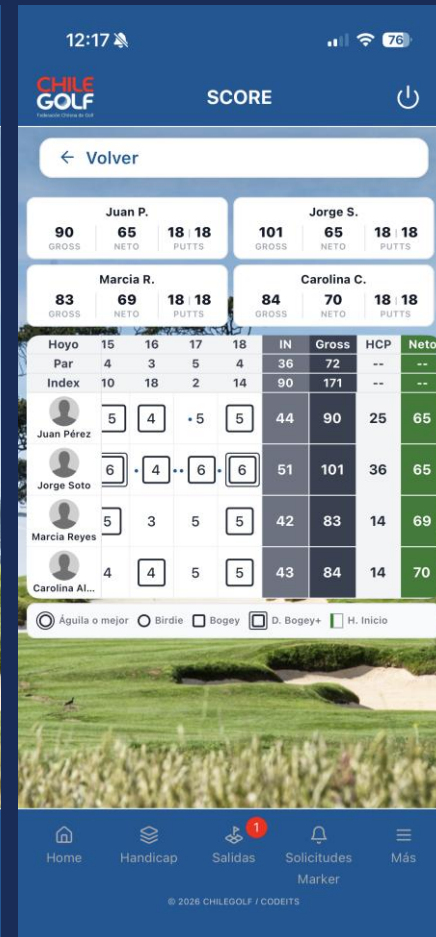 12:17
76
CHILE
GOLF
Federación Chilena de Golf
SCORE
← Volver
Juan P.
90 65 18 | 18
GROSS NETO PUTTS
Jorge S.
101 65 18 | 18
GROSS NETO PUTTS
Marcia R.
83 69 18 | 18
GROSS NETO PUTTS
Carolina C.
84 70 18 | 18
GROSS NETO PUTTS
Hoyo 15 16 17 18 IN Gross HCP Neto
Par 4 3 5 4 36 72 -- --
Index 10 18 2 14 90 171 -- --
Juan Pérez 5 4 •5 5 44 90 25 65
Jorge Soto 6 •4 ••6 •6 51 101 36 65
Marcia Reyes 5 3 5 5 42 83 14 69
Carolina Al... 4 4 5 5 43 84 14 70
Águila o mejor Birdie Bogey D. Bogey+ H. Inicio
1
Home Handicap Salidas Solicitudes Marker Más
© 2026 CHILEGOLF / CODEITS